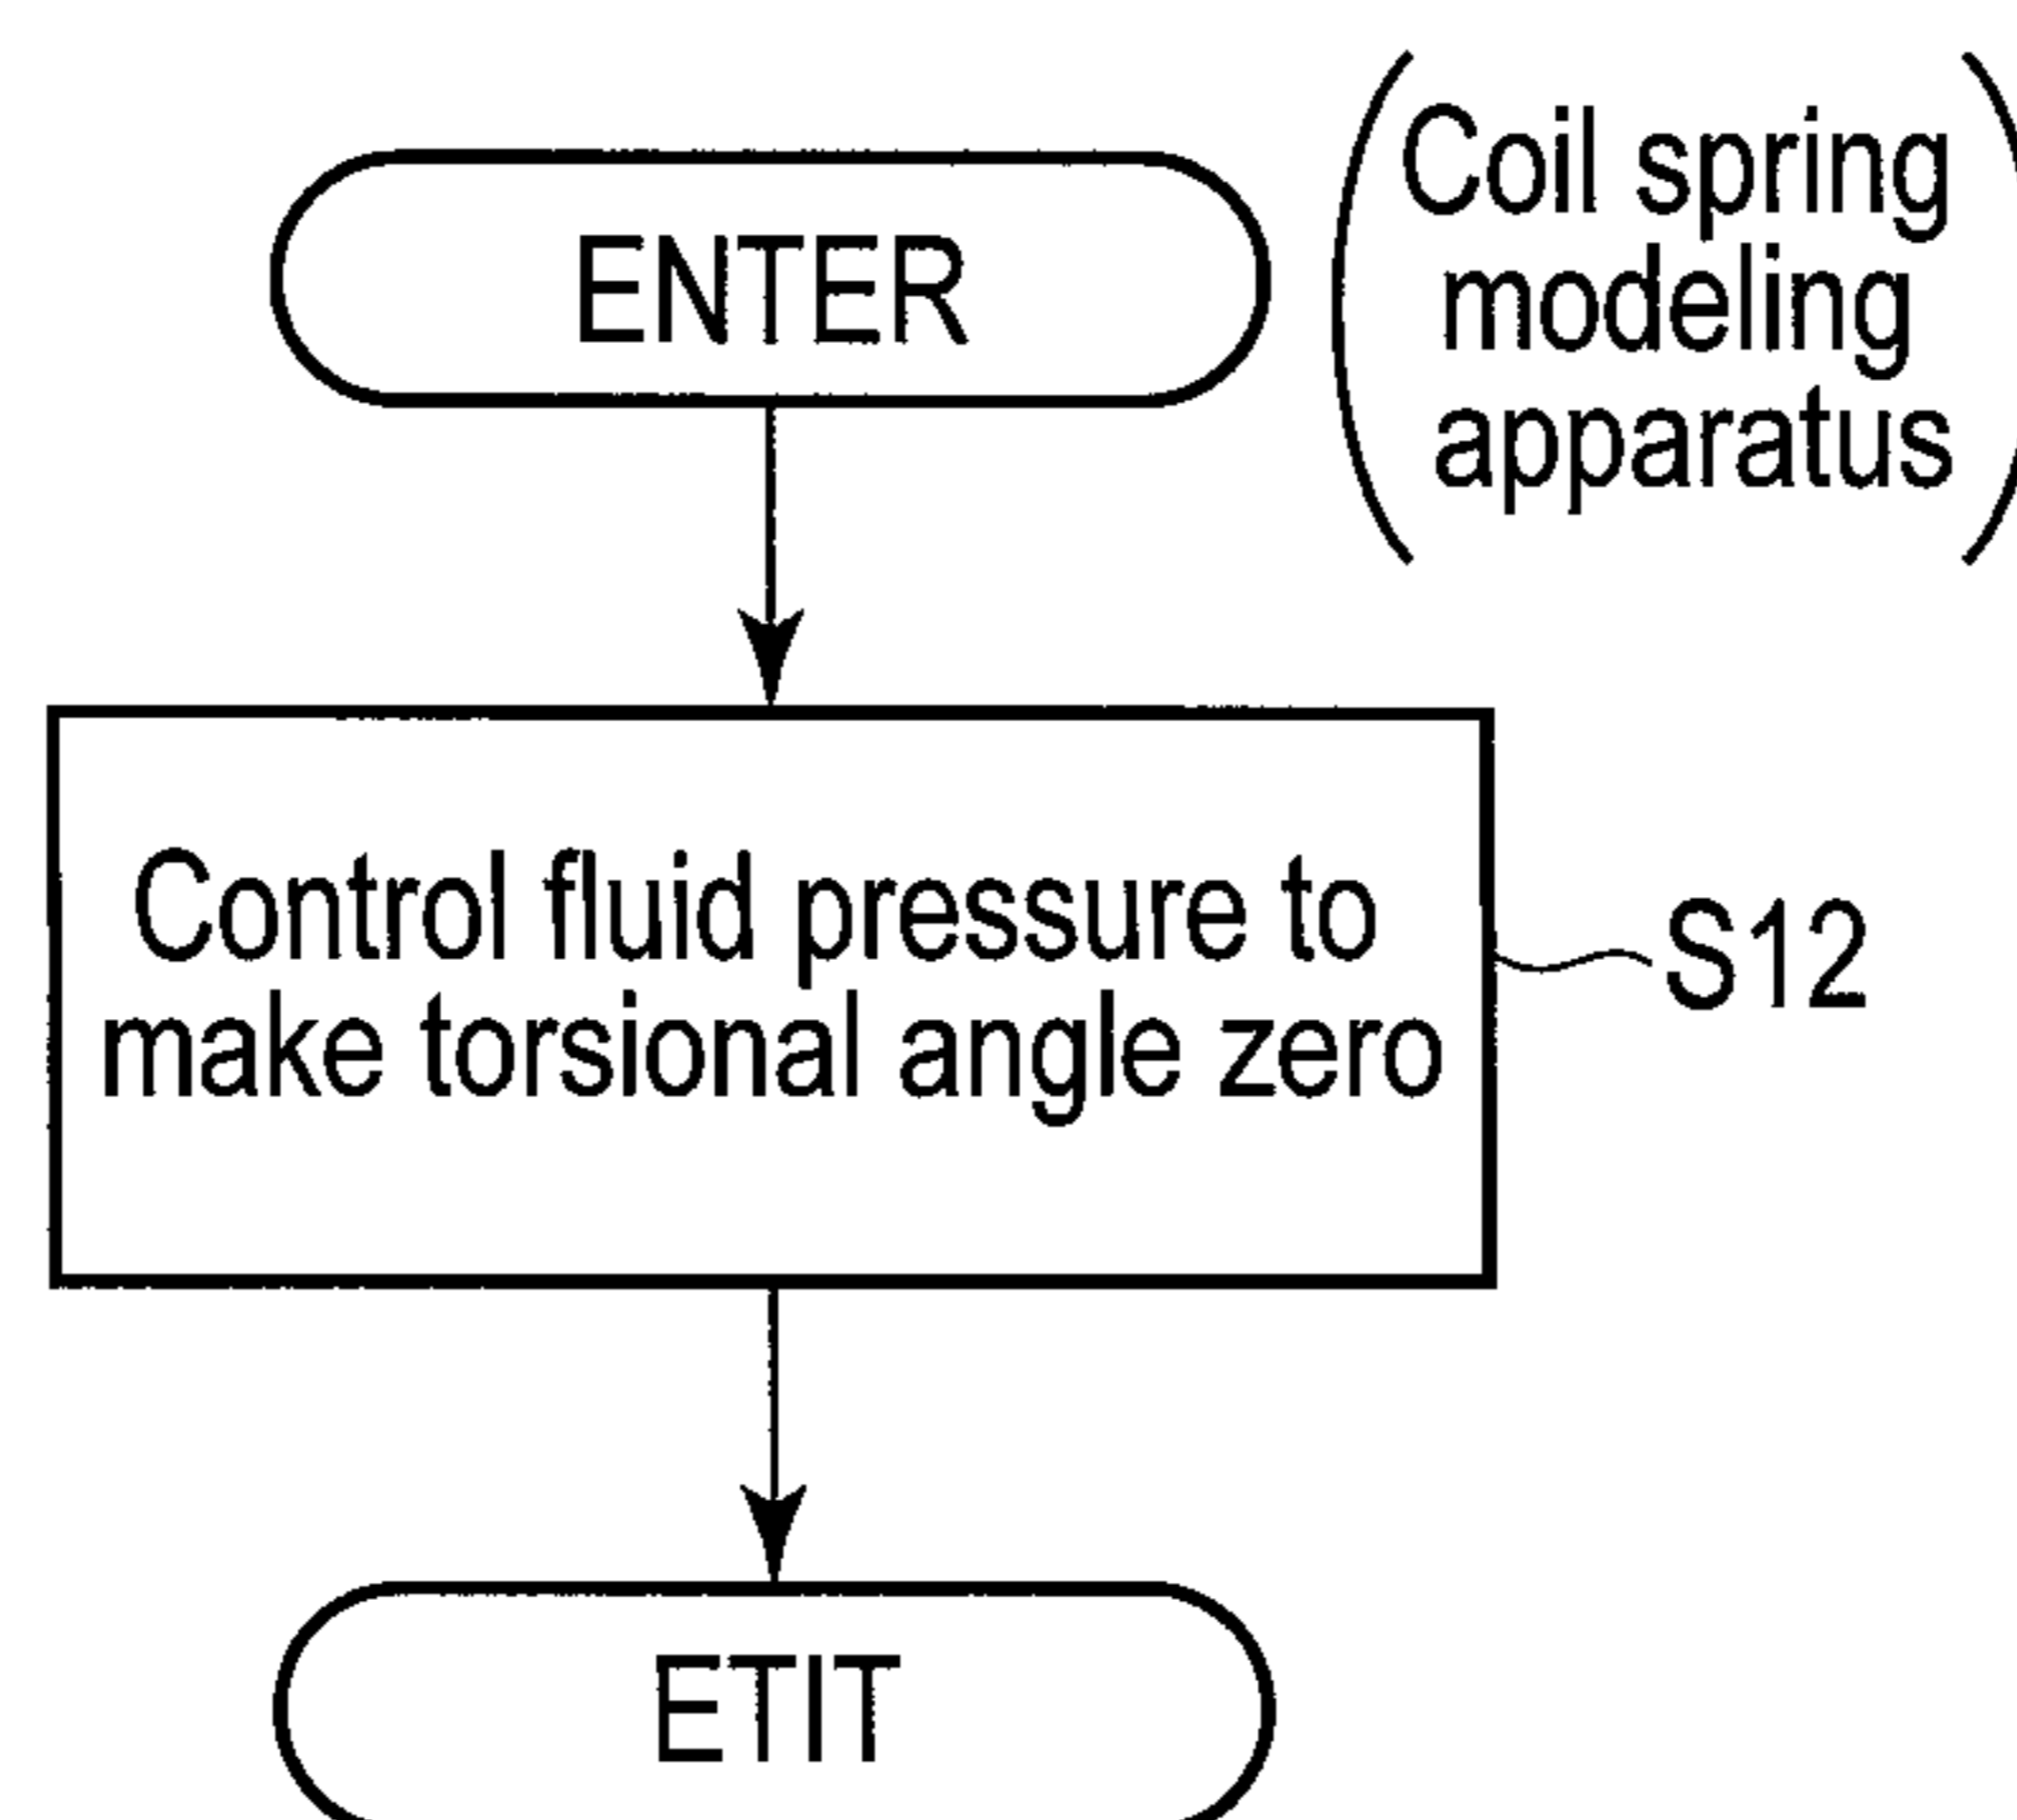 ENTER
Coil spring
modeling
apparatus
Control fluid pressure to
make torsional angle zero
S12
ETIT